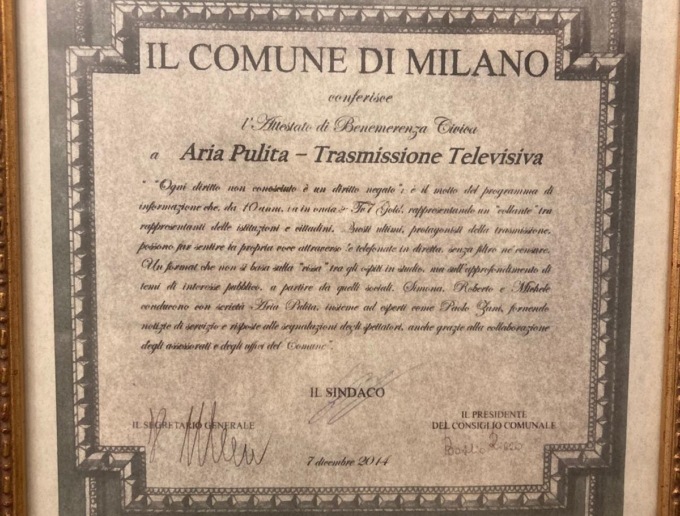 IL COMUNE DI MILANO
conferisce
l'Attestato di Benemerenza Civica
a Aria Pulita – Trasmissione Televisiva
" "Ogni diritto non conosciuto è un diritto negato": è il motto del programma di
informazione che, da 10 anni, va in onda su 7 Gold, rappresentando un "collante" tra
rappresentanti delle istituzioni e cittadini. Questi ultimi, protagonisti della trasmissione,
possono far sentire la propria voce attraverso le telefonate in diretta, senza filtro né censure.
Un format che non si basa sulla "rissa" tra gli ospiti in studio, ma sull'approfondimento di
temi di interesse pubblico, a partire da quelli sociali. Simona, Roberto e Michele
conducono con serietà Aria Pulita, insieme ad esperti come Paolo Zani, fornendo
notizie di servizio e risposte alle segnalazioni degli spettatori, anche grazie alla collaborazione
degli assessorati e degli uffici del Comune".
IL SINDACO
IL SEGRETARIO GENERALE
IL PRESIDENTE
DEL CONSIGLIO COMUNALE
7 dicembre 2014